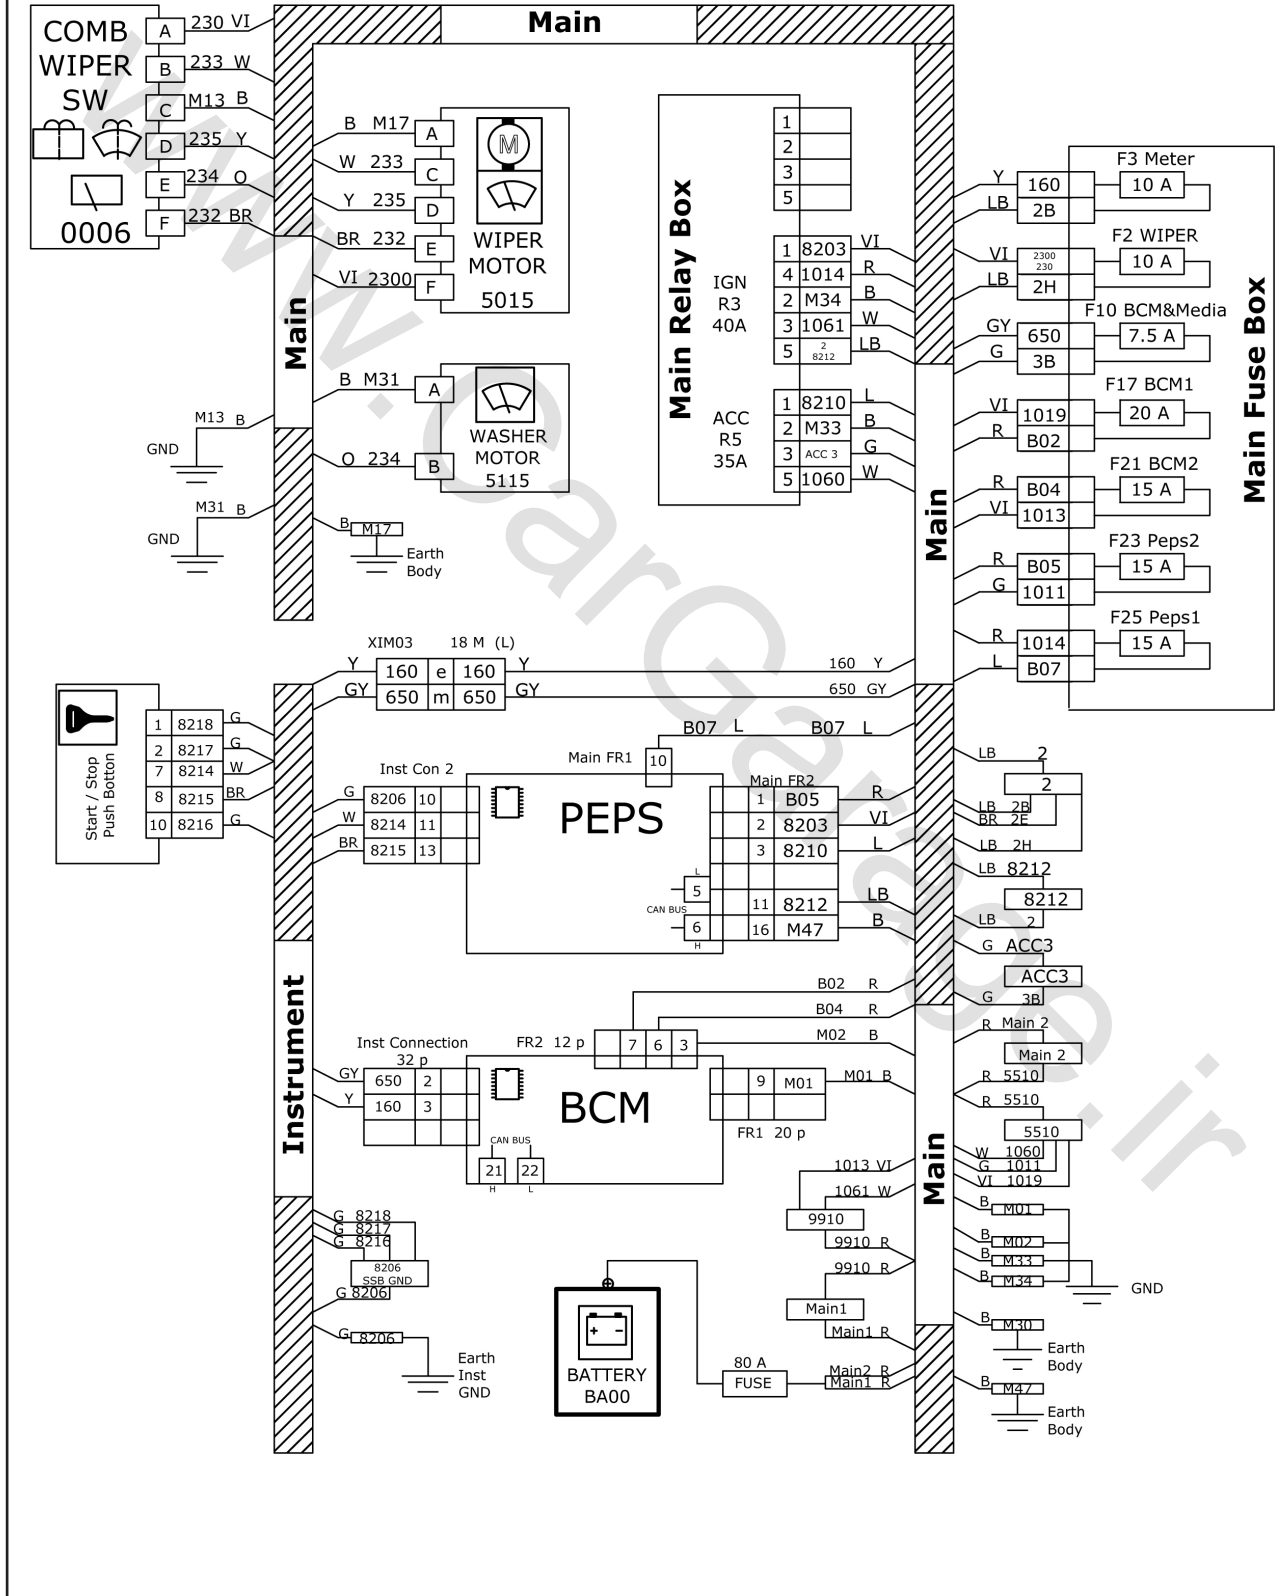 Main
COMB
WIPER
SW
0006
A 230 VI
B 233 W
C M13 B
D 235 Y
E 234 O
F 232 BR
B M17 A
W 233 C
Y 235 D
BR 232 E
VI 2300 F
M
WIPER
MOTOR
5015
Main
B M31 A
O 234 B
WASHER
MOTOR
5115
M13 B
GND
M31 B
GND
B M17
Earth
Body
Main Relay Box
1
2
3
5
IGN
R3
40A
1 8203 VI
4 1014 R
2 M34 B
3 1061 W
5 2 8212 LB
ACC
R5
35A
1 8210 L
2 M33 B
3 ACC 3 G
5 1060 W
Main
Main Fuse Box
F3 Meter
Y 160 10 A
LB 2B
F2 WIPER
VI 2300 230 10 A
LB 2H
F10 BCM&Media
GY 650 7.5 A
G 3B
F17 BCM1
VI 1019 20 A
R B02
F21 BCM2
R B04 15 A
VI 1013
F23 Peps2
R B05 15 A
G 1011
F25 Peps1
R 1014 15 A
L B07
XIM03 18 M (L)
Y 160 e 160 Y 160 Y
GY 650 m 650 GY 650 GY
Start / Stop
Push Botton
1 8218 G
2 8217 G
7 8214 W
8 8215 BR
10 8216 G
B07 L B07 L
Main FR1 10
Inst Con 2
G 8206 10
W 8214 11
BR 8215 13
PEPS
Main FR2
1 B05 R
2 8203 VI
3 8210 L
11 8212 LB
16 M47 B
L
5
CAN BUS
6
H
LB 2
2
LB 2B
BR 2E
LB 2H
LB 8212
8212
LB 2
G ACC3
ACC3
G 3B
R Main 2
Main 2
R 5510
R 5510
5510
W 1060
G 1011
VI 1019
B M01
B M02
B M33
B M34
GND
B M30
Earth
Body
B M47
Earth
Body
Instrument
Inst Connection
32 p
GY 650 2
Y 160 3
B02 R
B04 R
M02 B
FR2 12 p 7 6 3
BCM
9 M01 M01 B
FR1 20 p
CAN BUS
21 22
H L
Main
1013 VI
1061 W
9910
9910 R
9910 R
Main1
Main1 R
Main2 R
Main1 R
80 A
FUSE
BATTERY
BA00
+ -
G 8218
G 8217
G 8216
8206
SSB GND
G 8206
G 8206
Earth
Inst
GND
www.CarGarage.ir